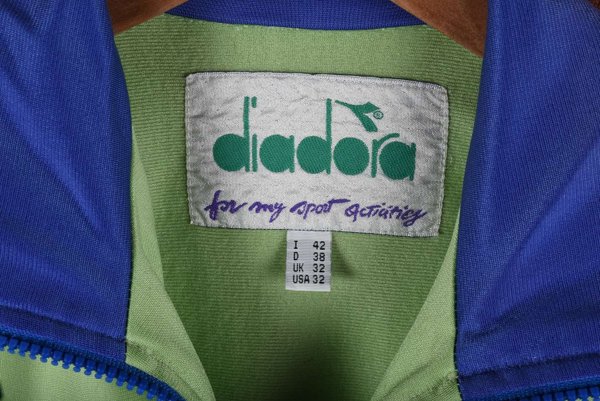 diadora
for my sport activities
I 42
D 38
UK 32
USA 32